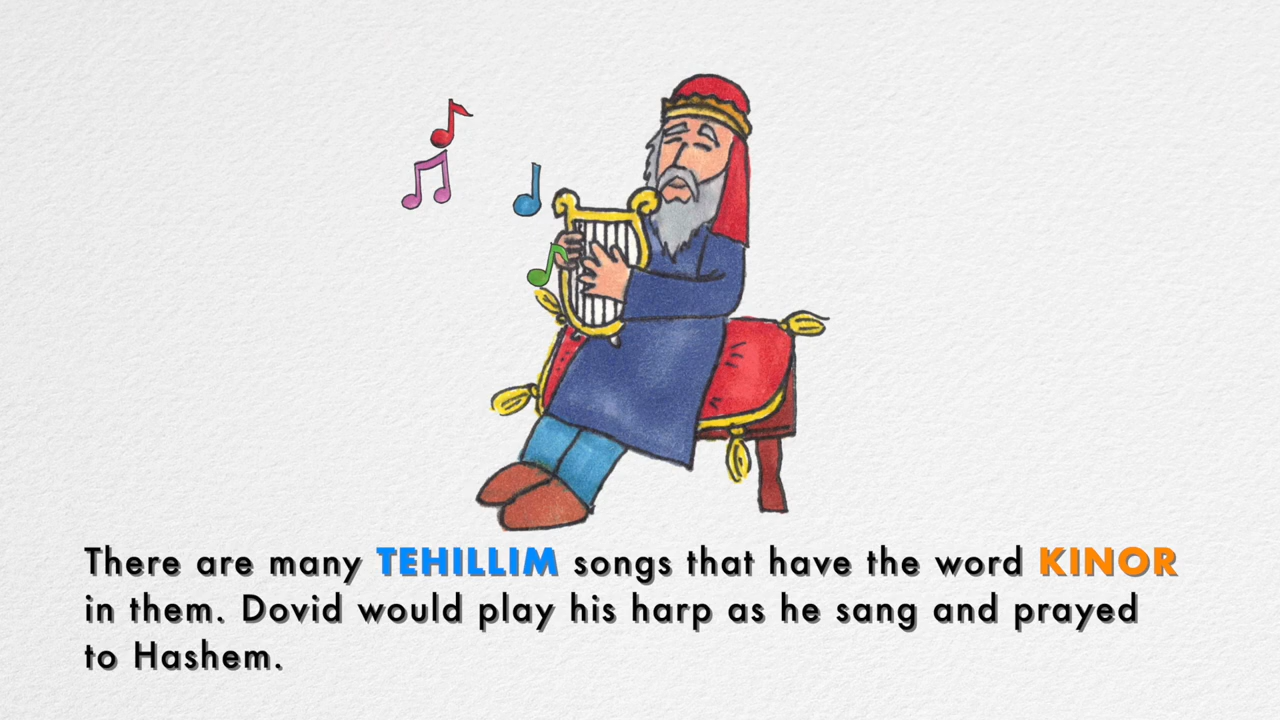 There are many TEHILLIM songs that have the word KINOR
in them. Dovid would play his harp as he sang and prayed
to Hashem.